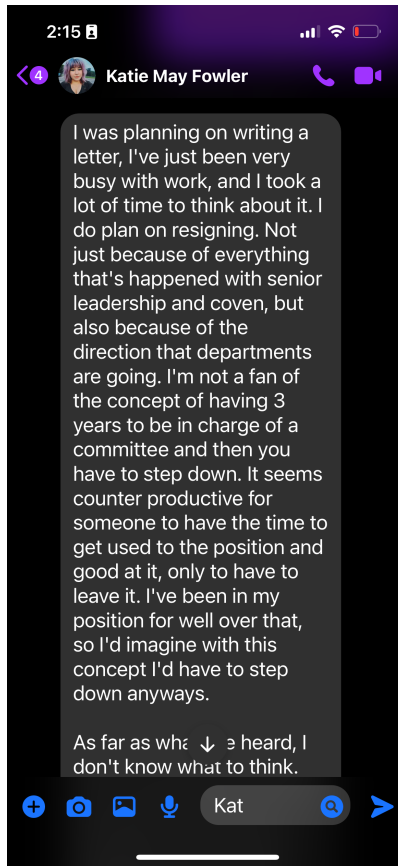 2:15
4 Katie May Fowler
I was planning on writing a
letter, I've just been very
busy with work, and I took a
lot of time to think about it. I
do plan on resigning. Not
just because of everything
that's happened with senior
leadership and coven, but
also because of the
direction that departments
are going. I'm not a fan of
the concept of having 3
years to be in charge of a
committee and then you
have to step down. It seems
counter productive for
someone to have the time to
get used to the position and
good at it, only to have to
leave it. I've been in my
position for well over that,
so I'd imagine with this
concept I'd have to step
down anyways.
As far as heard, I
don't know what to think.
Kat